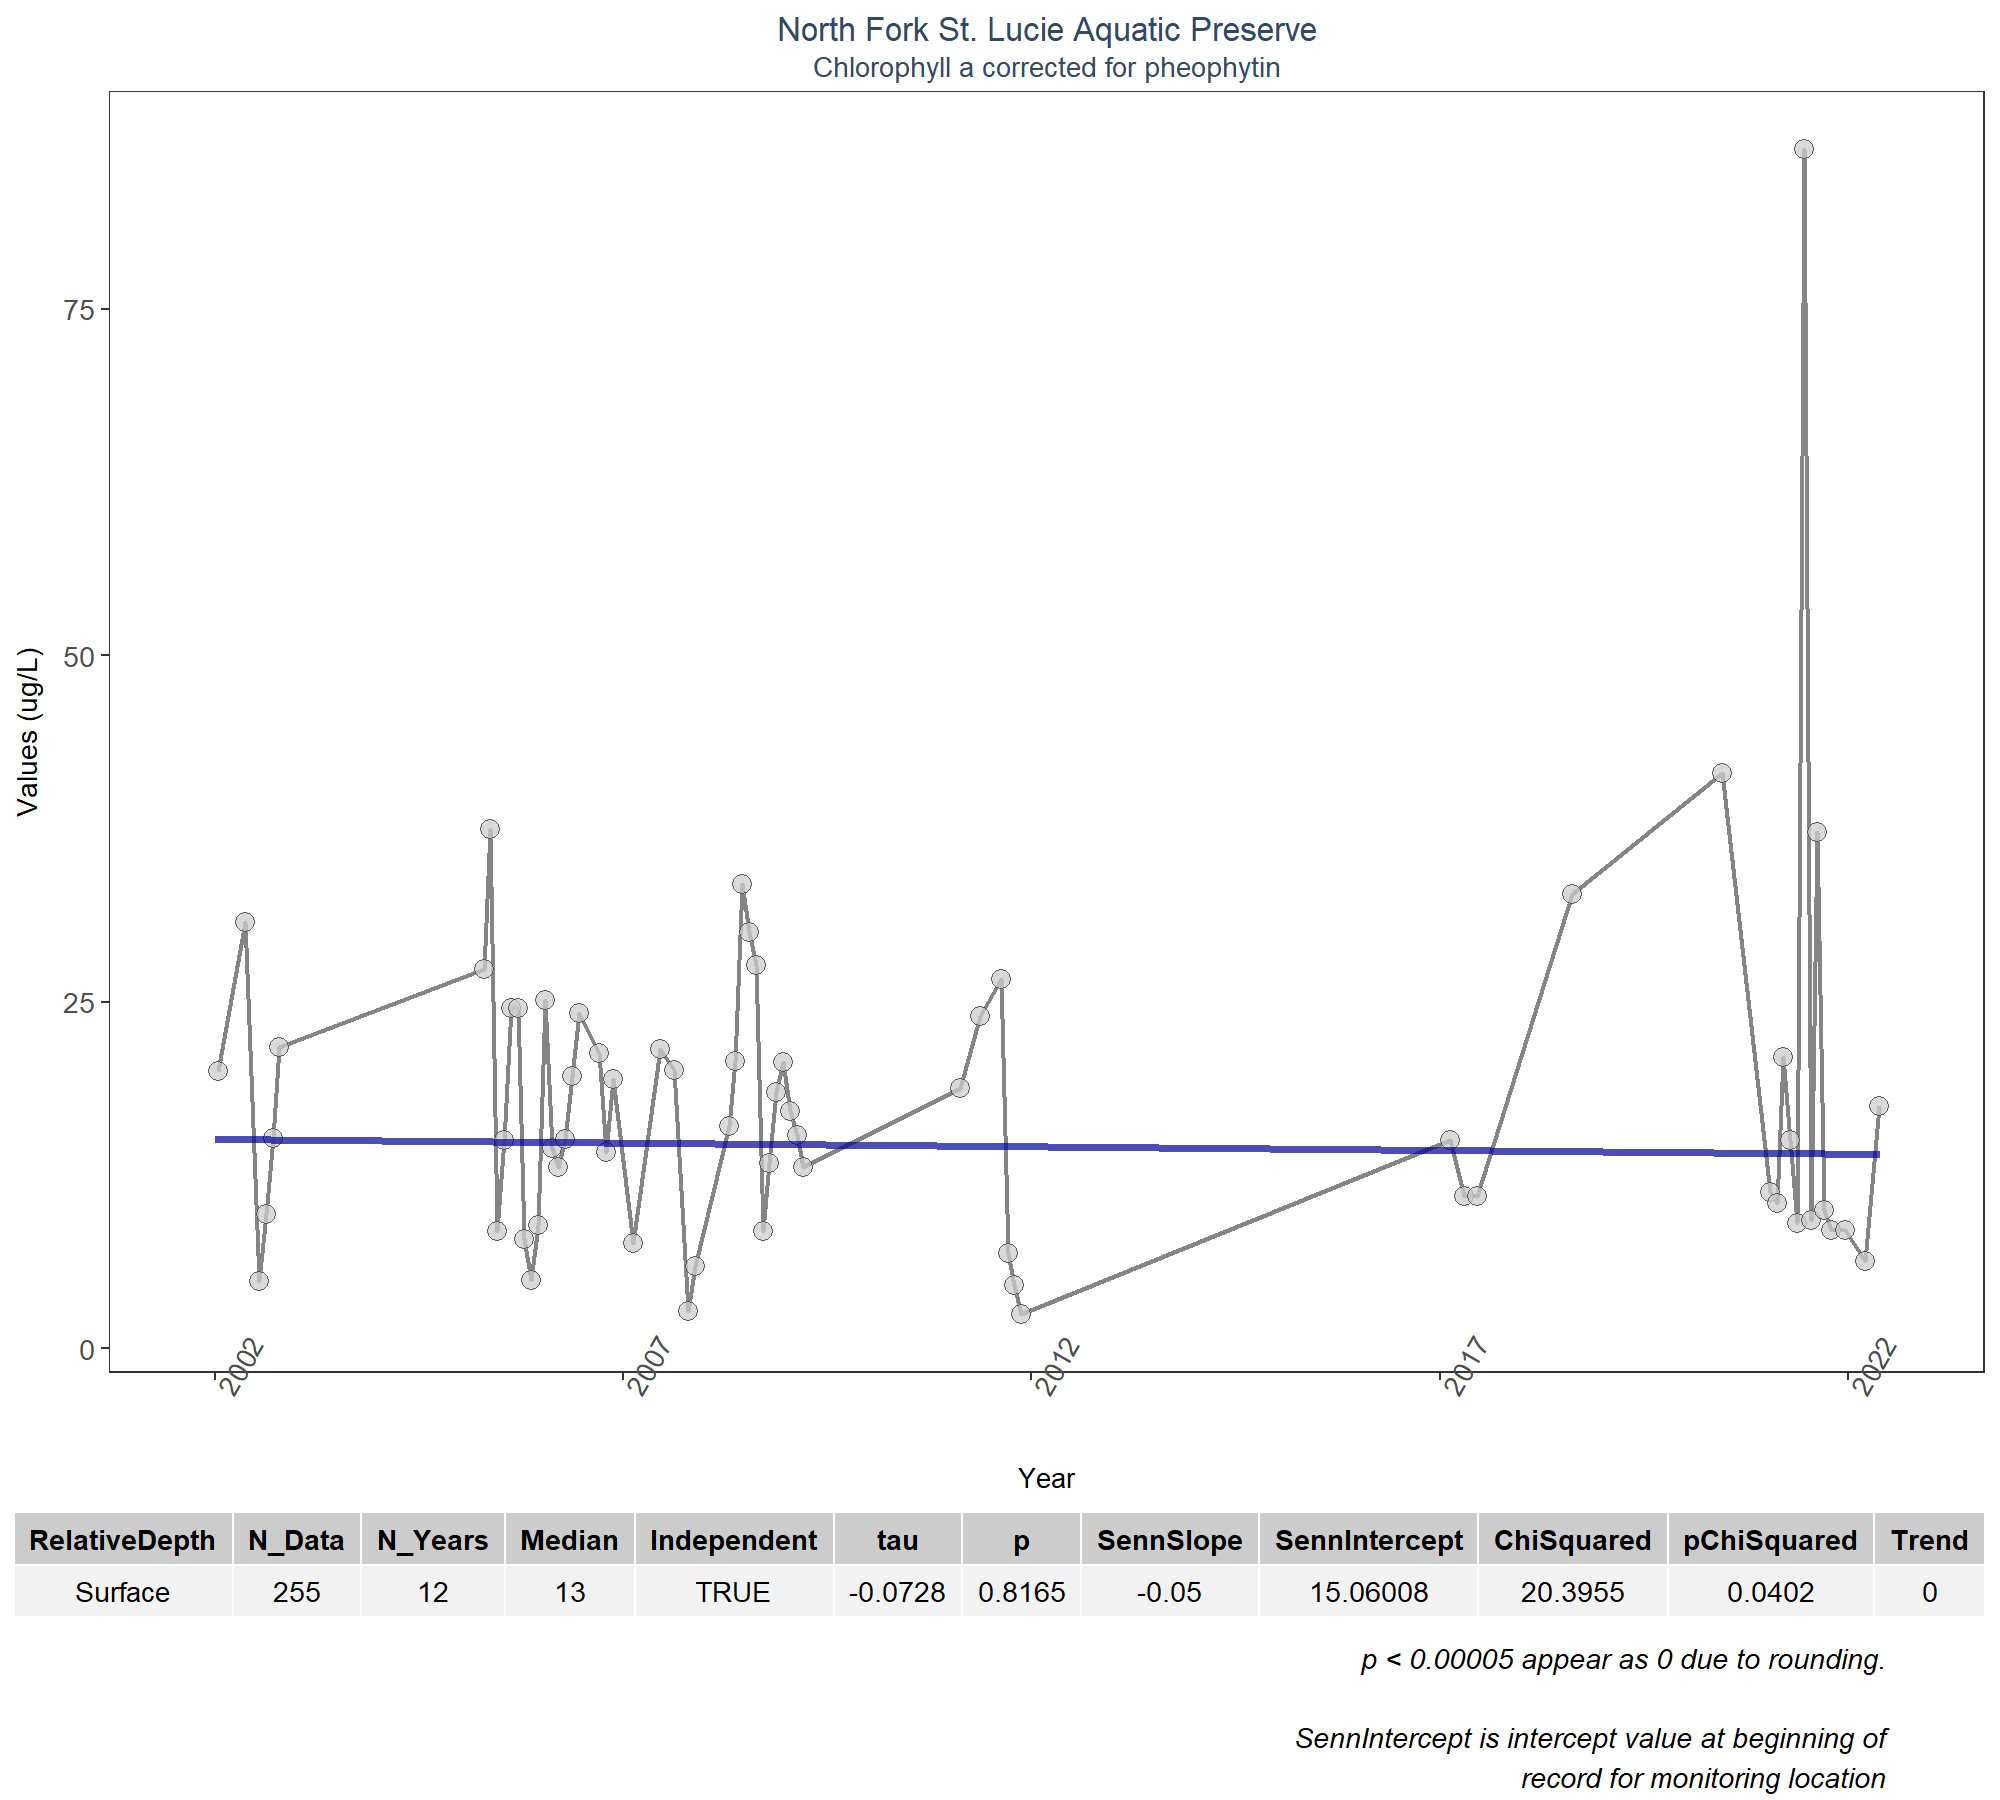 North Fork St. Lucie Aquatic Preserve
Chlorophyll a corrected for pheophytin
75
50
25
0
Values (ug/L)
2002 2007 2012 2017 2022
Year
RelativeDepth N_Data N_Years Median Independent tau p SennSlope SennIntercept ChiSquared pChiSquared Trend
Surface 255 12 13 TRUE -0.0728 0.8165 -0.05 15.06008 20.3955 0.0402 0
p < 0.00005 appear as 0 due to rounding.
SennIntercept is intercept value at beginning of
record for monitoring location